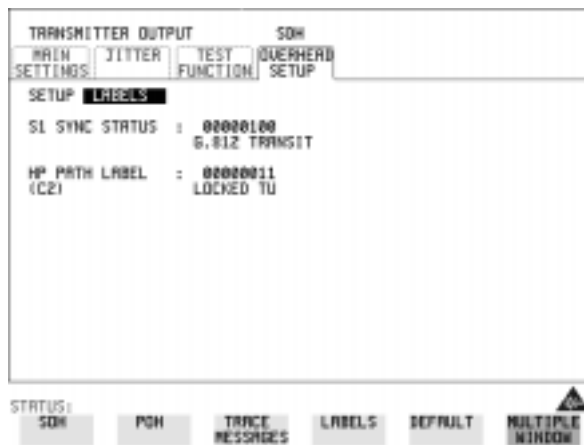 TRANSMITTER OUTPUT SDH
MAIN SETTINGS JITTER TEST FUNCTION OVERHEAD SETUP
SETUP LABELS
S1 SYNC STATUS : 00000100
G.812 TRANSIT
HP PATH LABEL : 00000011
(C2) LOCKED TU
STATUS:
SOH POH TRACE MESSAGES LABELS DEFAULT MULTIPLE WINDOW